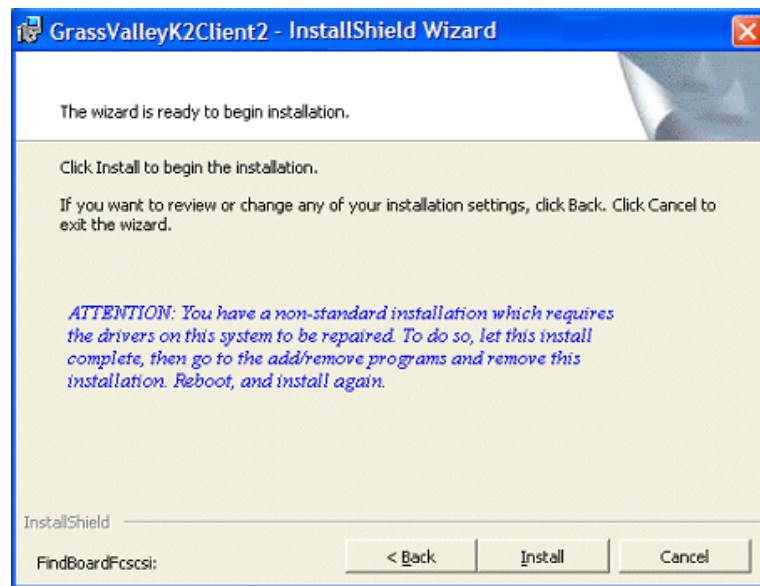 GrassValleyK2Client2 - InstallShield Wizard
The wizard is ready to begin installation.
Click Install to begin the installation.
If you want to review or change any of your installation settings, click Back. Click Cancel to
exit the wizard.
ATTENTION: You have a non-standard installation which requires
the drivers on this system to be repaired. To do so, let this install
complete, then go to the add/remove programs and remove this
installation. Reboot, and install again.
InstallShield
FindBoardFcscsi:
< Back
Install
Cancel